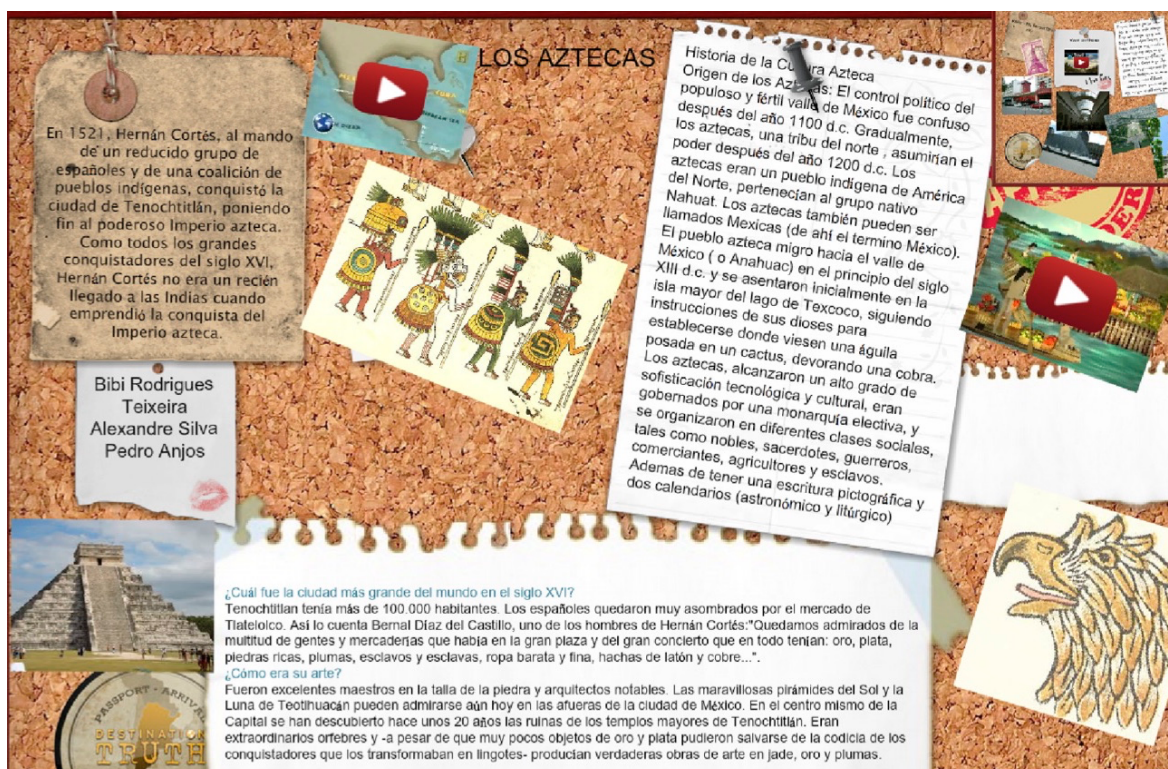 LOS AZTECAS
En 1521, Hernán Cortés, al mando
de un reducido grupo de
españoles y de una coalición de
pueblos indígenas, conquistó la
ciudad de Tenochtitlán, poniendo
fin al poderoso Imperio azteca.
Como todos los grandes
conquistadores del siglo XVI,
Hernán Cortés no era un recién
llegado a las Indias cuando
emprendió la conquista del
Imperio azteca.
Bibi Rodrigues
Teixeira
Alexandre Silva
Pedro Anjos
Historia de la Cultura Azteca
Origen de los Aztecas: El control político del
populoso y fértil valle de México fue confuso
después del año 1100 d.c. Gradualmente,
los aztecas, una tribu del norte , asumirían el
poder después del año 1200 d.c. Los
aztecas eran un pueblo indígena de América
del Norte, pertenecían al grupo nativo
Nahuat. Los aztecas también pueden ser
llamados Mexicas (de ahí el termino México).
El pueblo azteca migro hacia el valle de
México ( o Anahuac) en el principio del siglo
XIII d.c. y se asentaron inicialmente en la
isla mayor del lago de Texcoco, siguiendo
instrucciones de sus dioses para
establecerse donde viesen una águila
posada en un cactus, devorando una cobra.
Los aztecas, alcanzaron un alto grado de
sofisticación tecnológica y cultural, eran
gobernados por una monarquía electiva, y
se organizaron en diferentes clases sociales,
tales como nobles, sacerdotes, guerreros,
comerciantes, agricultores y esclavos.
Ademas de tener una escritura pictográfica y
dos calendarios (astronómico y litúrgico)
¿Cuál fue la ciudad más grande del mundo en el siglo XVI?
Tenochtitlan tenía más de 100.000 habitantes. Los españoles quedaron muy asombrados por el mercado de
Tlatelolco. Así lo cuenta Bernal Díaz del Castillo, uno de los hombres de Hernán Cortés:"Quedamos admirados de la
multitud de gentes y mercaderías que había en la gran plaza y del gran concierto que en todo tenían: oro, plata,
piedras ricas, plumas, esclavos y esclavas, ropa barata y fina, hachas de latón y cobre...".
¿Cómo era su arte?
Fueron excelentes maestros en la talla de la piedra y arquitectos notables. Las maravillosas pirámides del Sol y la
Luna de Teotihuacán pueden admirarse aún hoy en las afueras de la ciudad de México. En el centro mismo de la
Capital se han descubierto hace unos 20 años las ruinas de los templos mayores de Tenochtitlán. Eran
extraordinarios orfebres y -a pesar de que muy pocos objetos de oro y plata pudieron salvarse de la codicia de los
conquistadores que los transformaban en lingotes- producían verdaderas obras de arte en jade, oro y plumas.
PASSPORT · ARRIVAL
DESTINATION
TRUTH